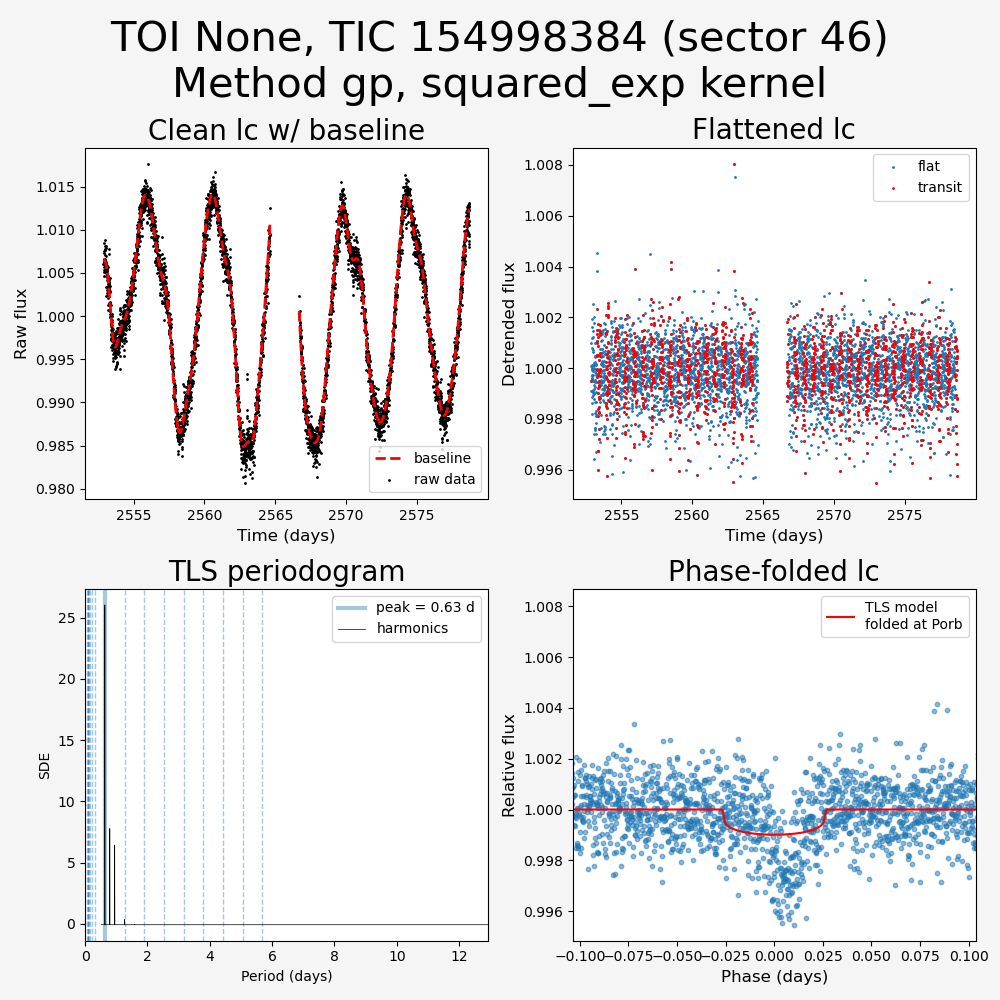 TOI None, TIC 154998384 (sector 46)
Method gp, squared_exp kernel
Clean lc w/ baseline
Raw flux
1.015
1.010
1.005
1.000
0.995
0.990
0.985
0.980
baseline
raw data
2555 2560 2565 2570 2575
Time (days)
Flattened lc
Detrended flux
1.008
1.006
1.004
1.002
1.000
0.998
0.996
flat
transit
2555 2560 2565 2570 2575
Time (days)
TLS periodogram
SDE
25
20
15
10
5
0
peak = 0.63 d
harmonics
0 2 4 6 8 10 12
Period (days)
Phase-folded lc
Relative flux
1.008
1.006
1.004
1.002
1.000
0.998
0.996
TLS model
folded at Porb
−0.100 −0.075 −0.050 −0.025 0.000 0.025 0.050 0.075 0.100
Phase (days)